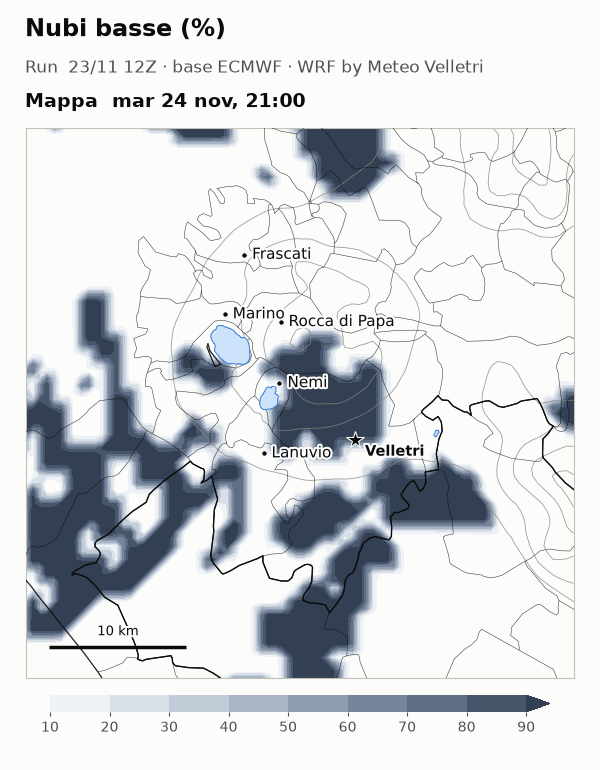 Nubi basse (%)
Run  23/11 12Z · base ECMWF · WRF by Meteo Velletri
Mappa  mar 24 nov, 21:00
Frascati
Marino
Rocca di Papa
Nemi
Velletri
Lanuvio
10 km
10 20 30 40 50 60 70 80 90